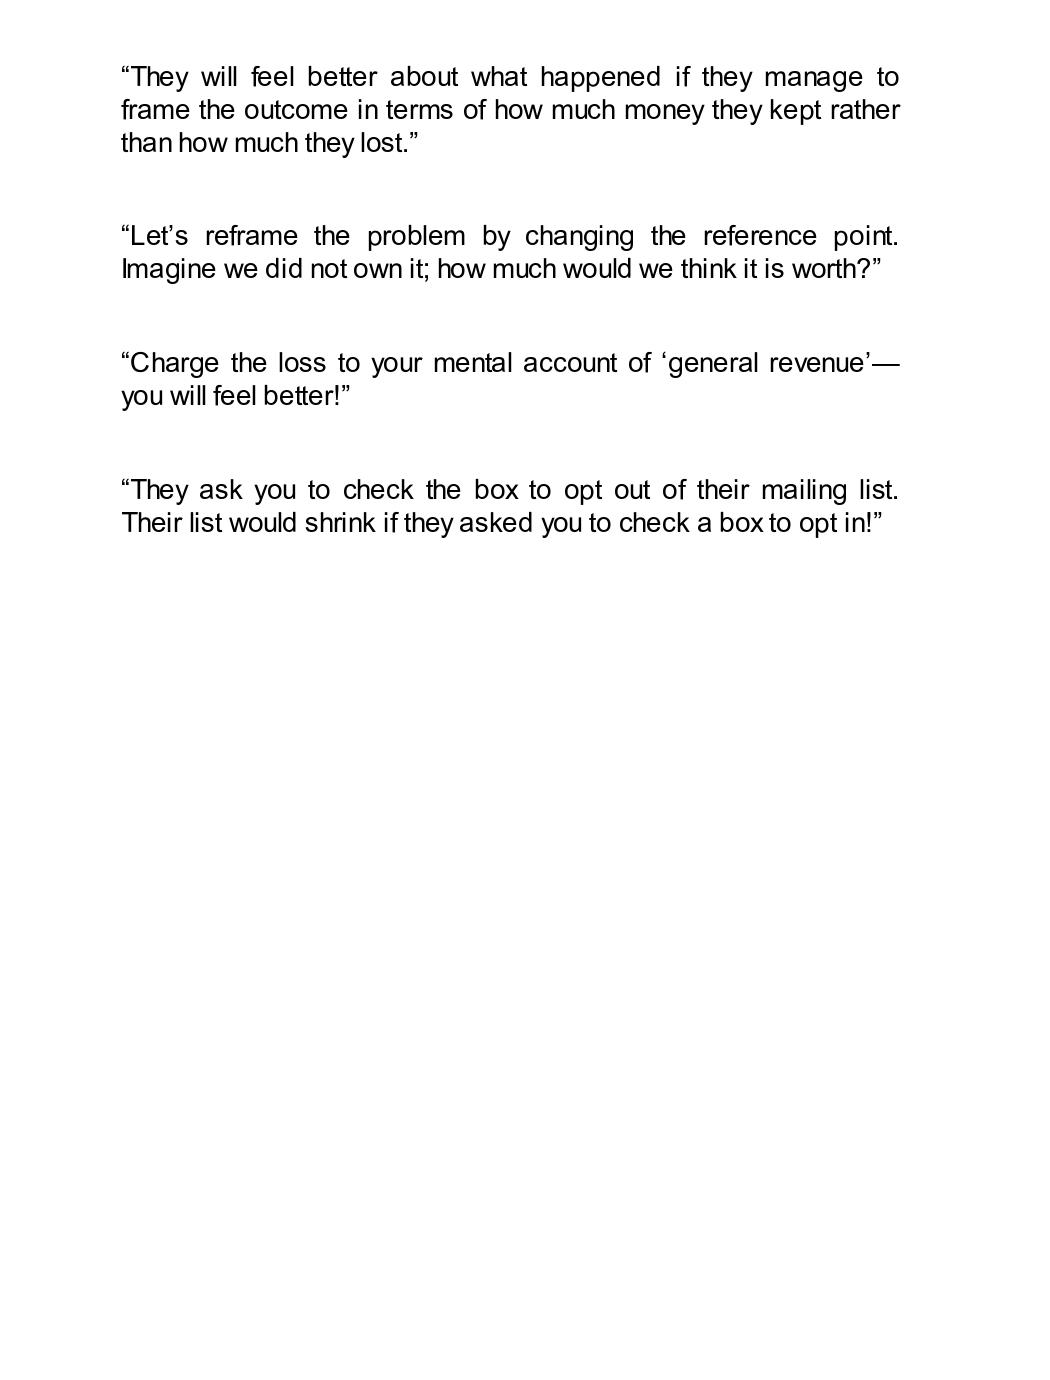 “They will feel better about what happened if they manage to
frame the outcome in terms of how much money they kept rather
than how much they lost.”
“Let’s reframe the problem by changing the reference point.
Imagine we did not own it; how much would we think it is worth?”
“Charge the loss to your mental account of ‘general revenue’—
you will feel better!”
“They ask you to check the box to opt out of their mailing list.
Their list would shrink if they asked you to check a box to opt in!”